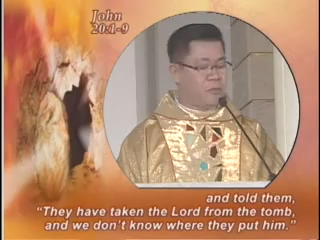 John
20:1-9
and told them,
“They have taken the Lord from the tomb,
and we don’t know where they put him.”